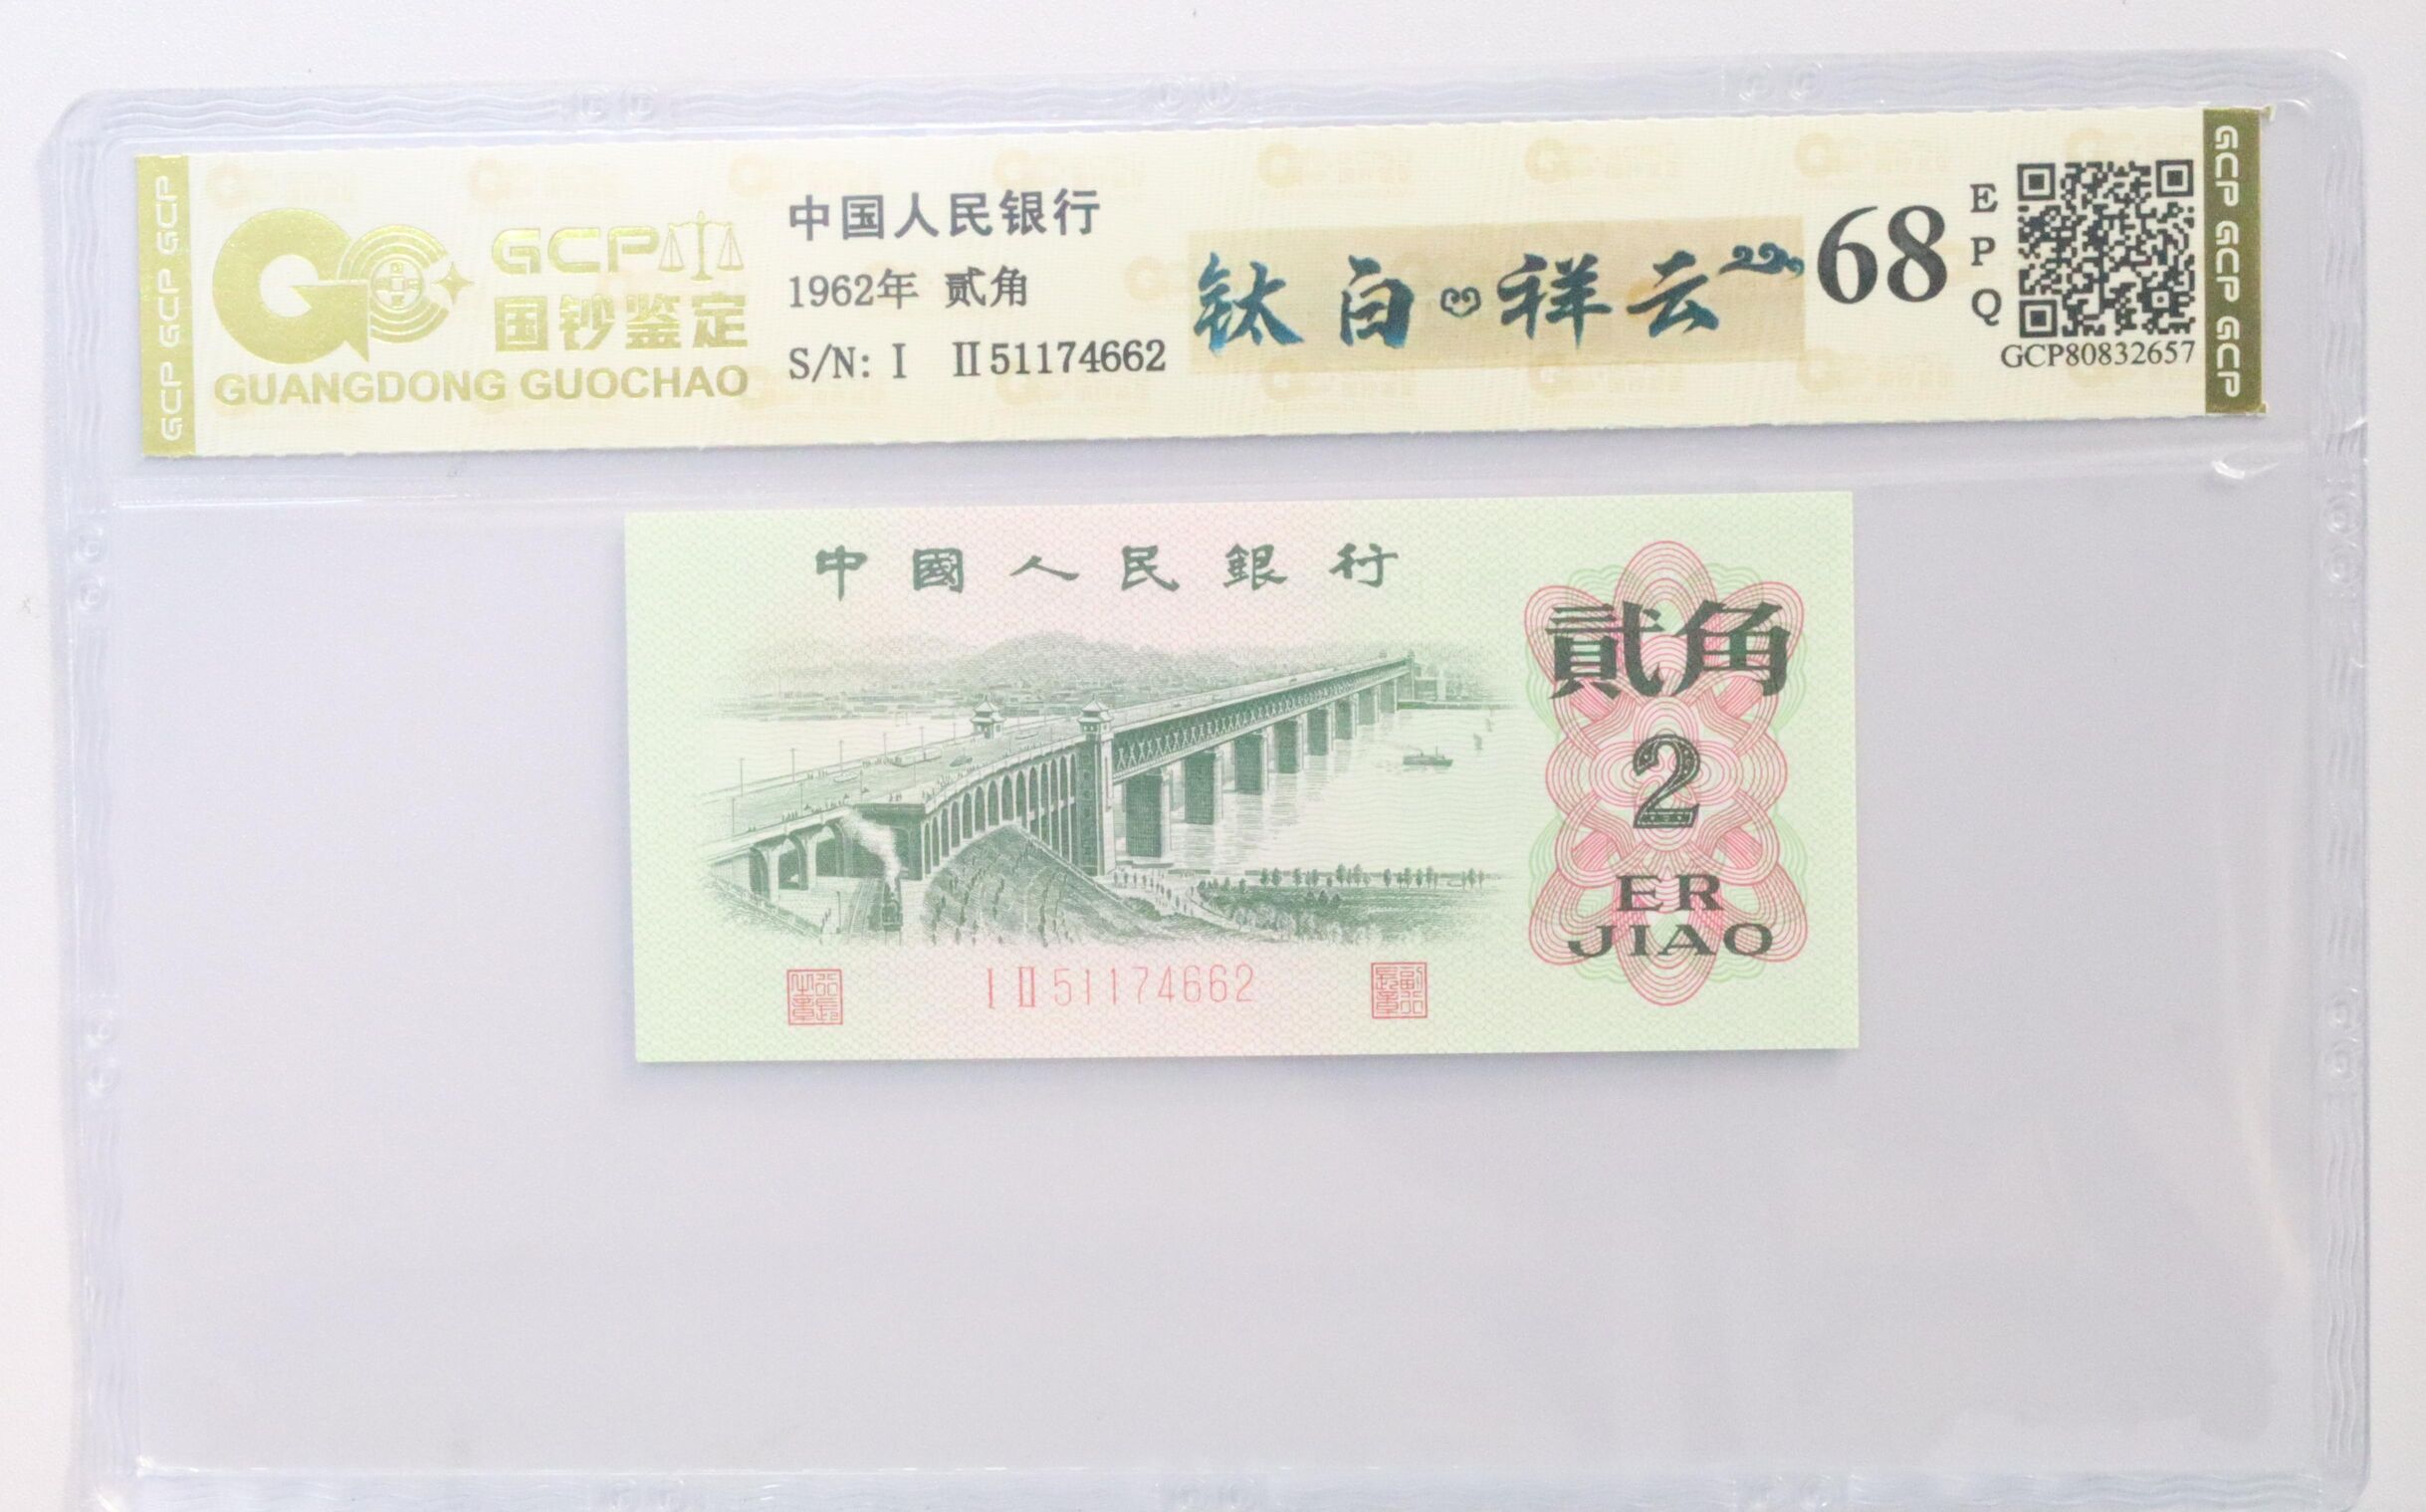 GCP GCP GCP
GCP
国钞鉴定
GUANGDONG GUOCHAO
中国人民银行
1962年 贰角
S/N: I Ⅱ51174662
钛白祥云
68
EPQ
GCP80832657
GCP GCP GCP
中國人民銀行
貳角
2
ER
JIAO
I Ⅱ51174662